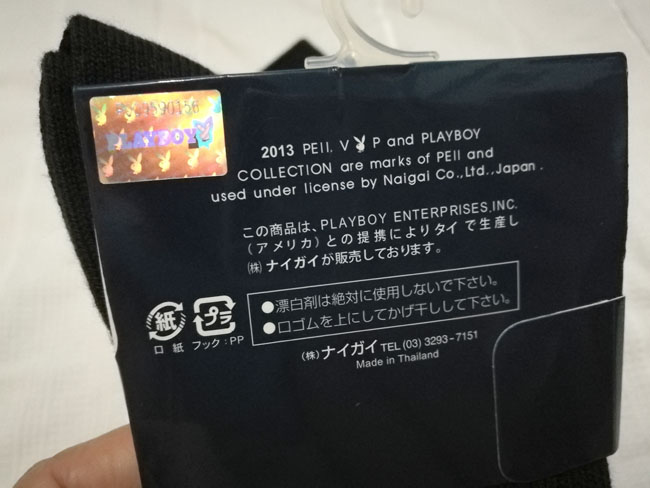 PLAYBOY
2013 PEII. V P and PLAYBOY
COLLECTION are marks of PEII and
used under license by Naigai Co.,Ltd.,Japan.
この商品は、PLAYBOY ENTERPRISES,INC.
(アメリカ)との提携によりタイで生産し
㈱ナイガイが販売しております。
●漂白剤は絶対に使用しないで下さい。
●口ゴムを上にしてかげ干しして下さい。
紙
プラ
口紙
フック:PP
(株)ナイガイ TEL (03) 3293-7151
Made in Thailand